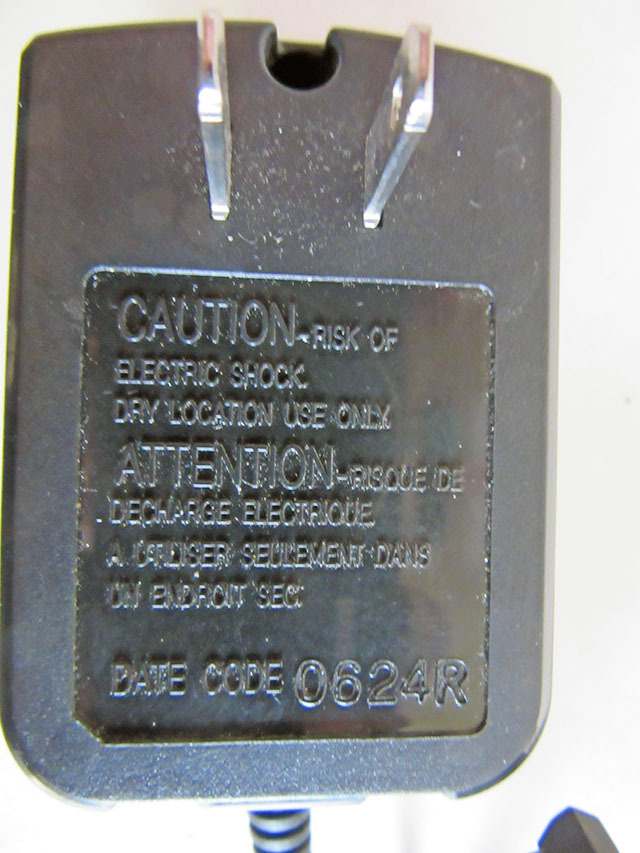 CAUTION-RISK OF
ELECTRIC SHOCK.
DRY LOCATION USE ONLY.
ATTENTION-RISQUE DE
DECHARGE ELECTRIQUE.
A UTILISER SEULEMENT DANS
UN ENDROIT SEC.
DATE CODE 0624R